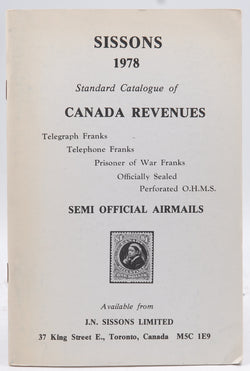 SISSONS
1978
Standard Catalogue of
CANADA REVENUES
Telegraph Franks
Telephone Franks
Prisoner of War Franks
Officially Sealed
Perforated O.H.M.S.
SEMI OFFICIAL AIRMAILS
Available from
J.N. SISSONS LIMITED
37 King Street E., Toronto, Canada M5C 1E9